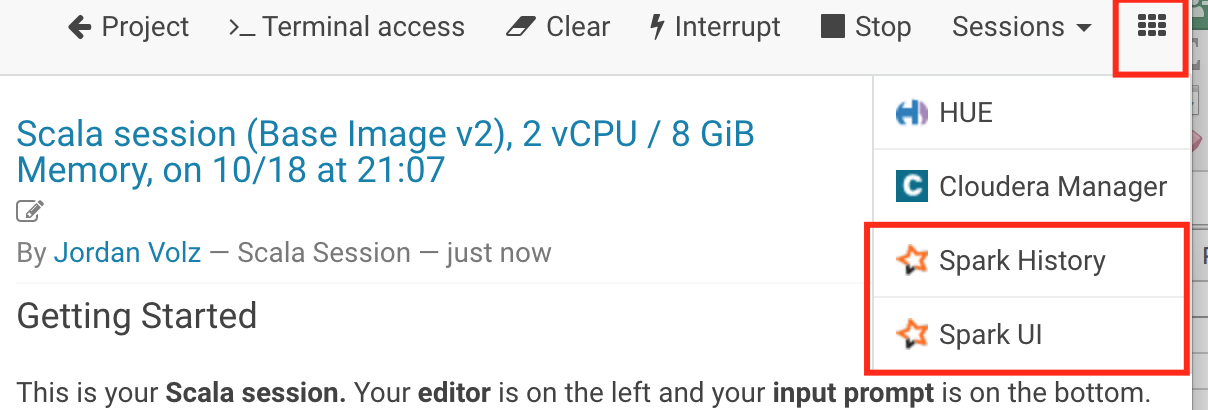 Project >_ Terminal access Clear Interrupt Stop Sessions
HUE
Scala session (Base Image v2), 2 vCPU / 8 GiB
Memory, on 10/18 at 21:07
C Cloudera Manager
By Jordan Volz — Scala Session — just now
Spark History
Getting Started
Spark UI
This is your Scala session. Your editor is on the left and your input prompt is on the bottom.